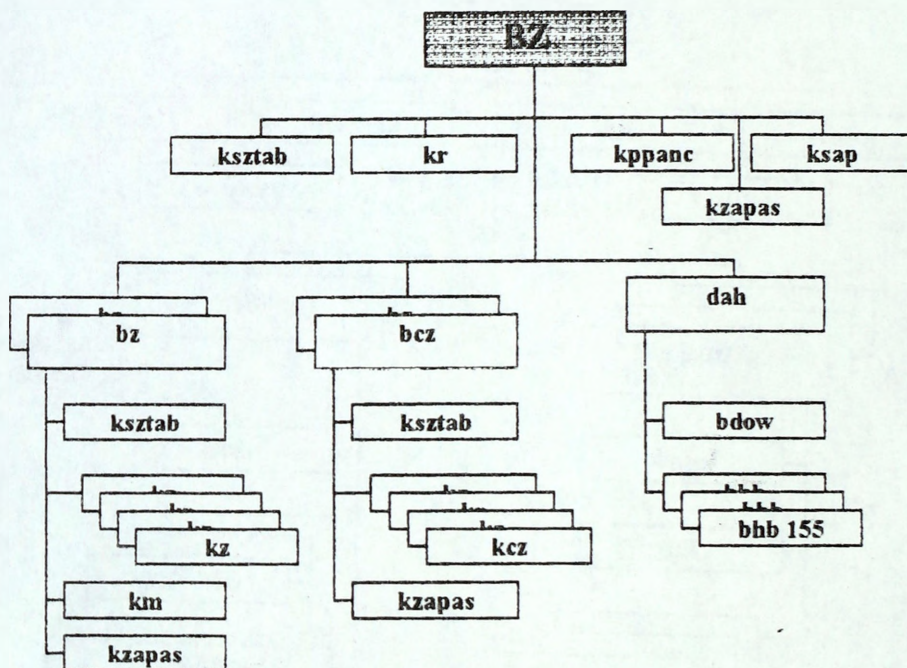 BZ
ksztab
kr
kppanc
ksap
kzapas
bz
bcz
dah
ksztab
ksztab
bdow
kz
kcz
bhb 155
km
kzapas
kzapas